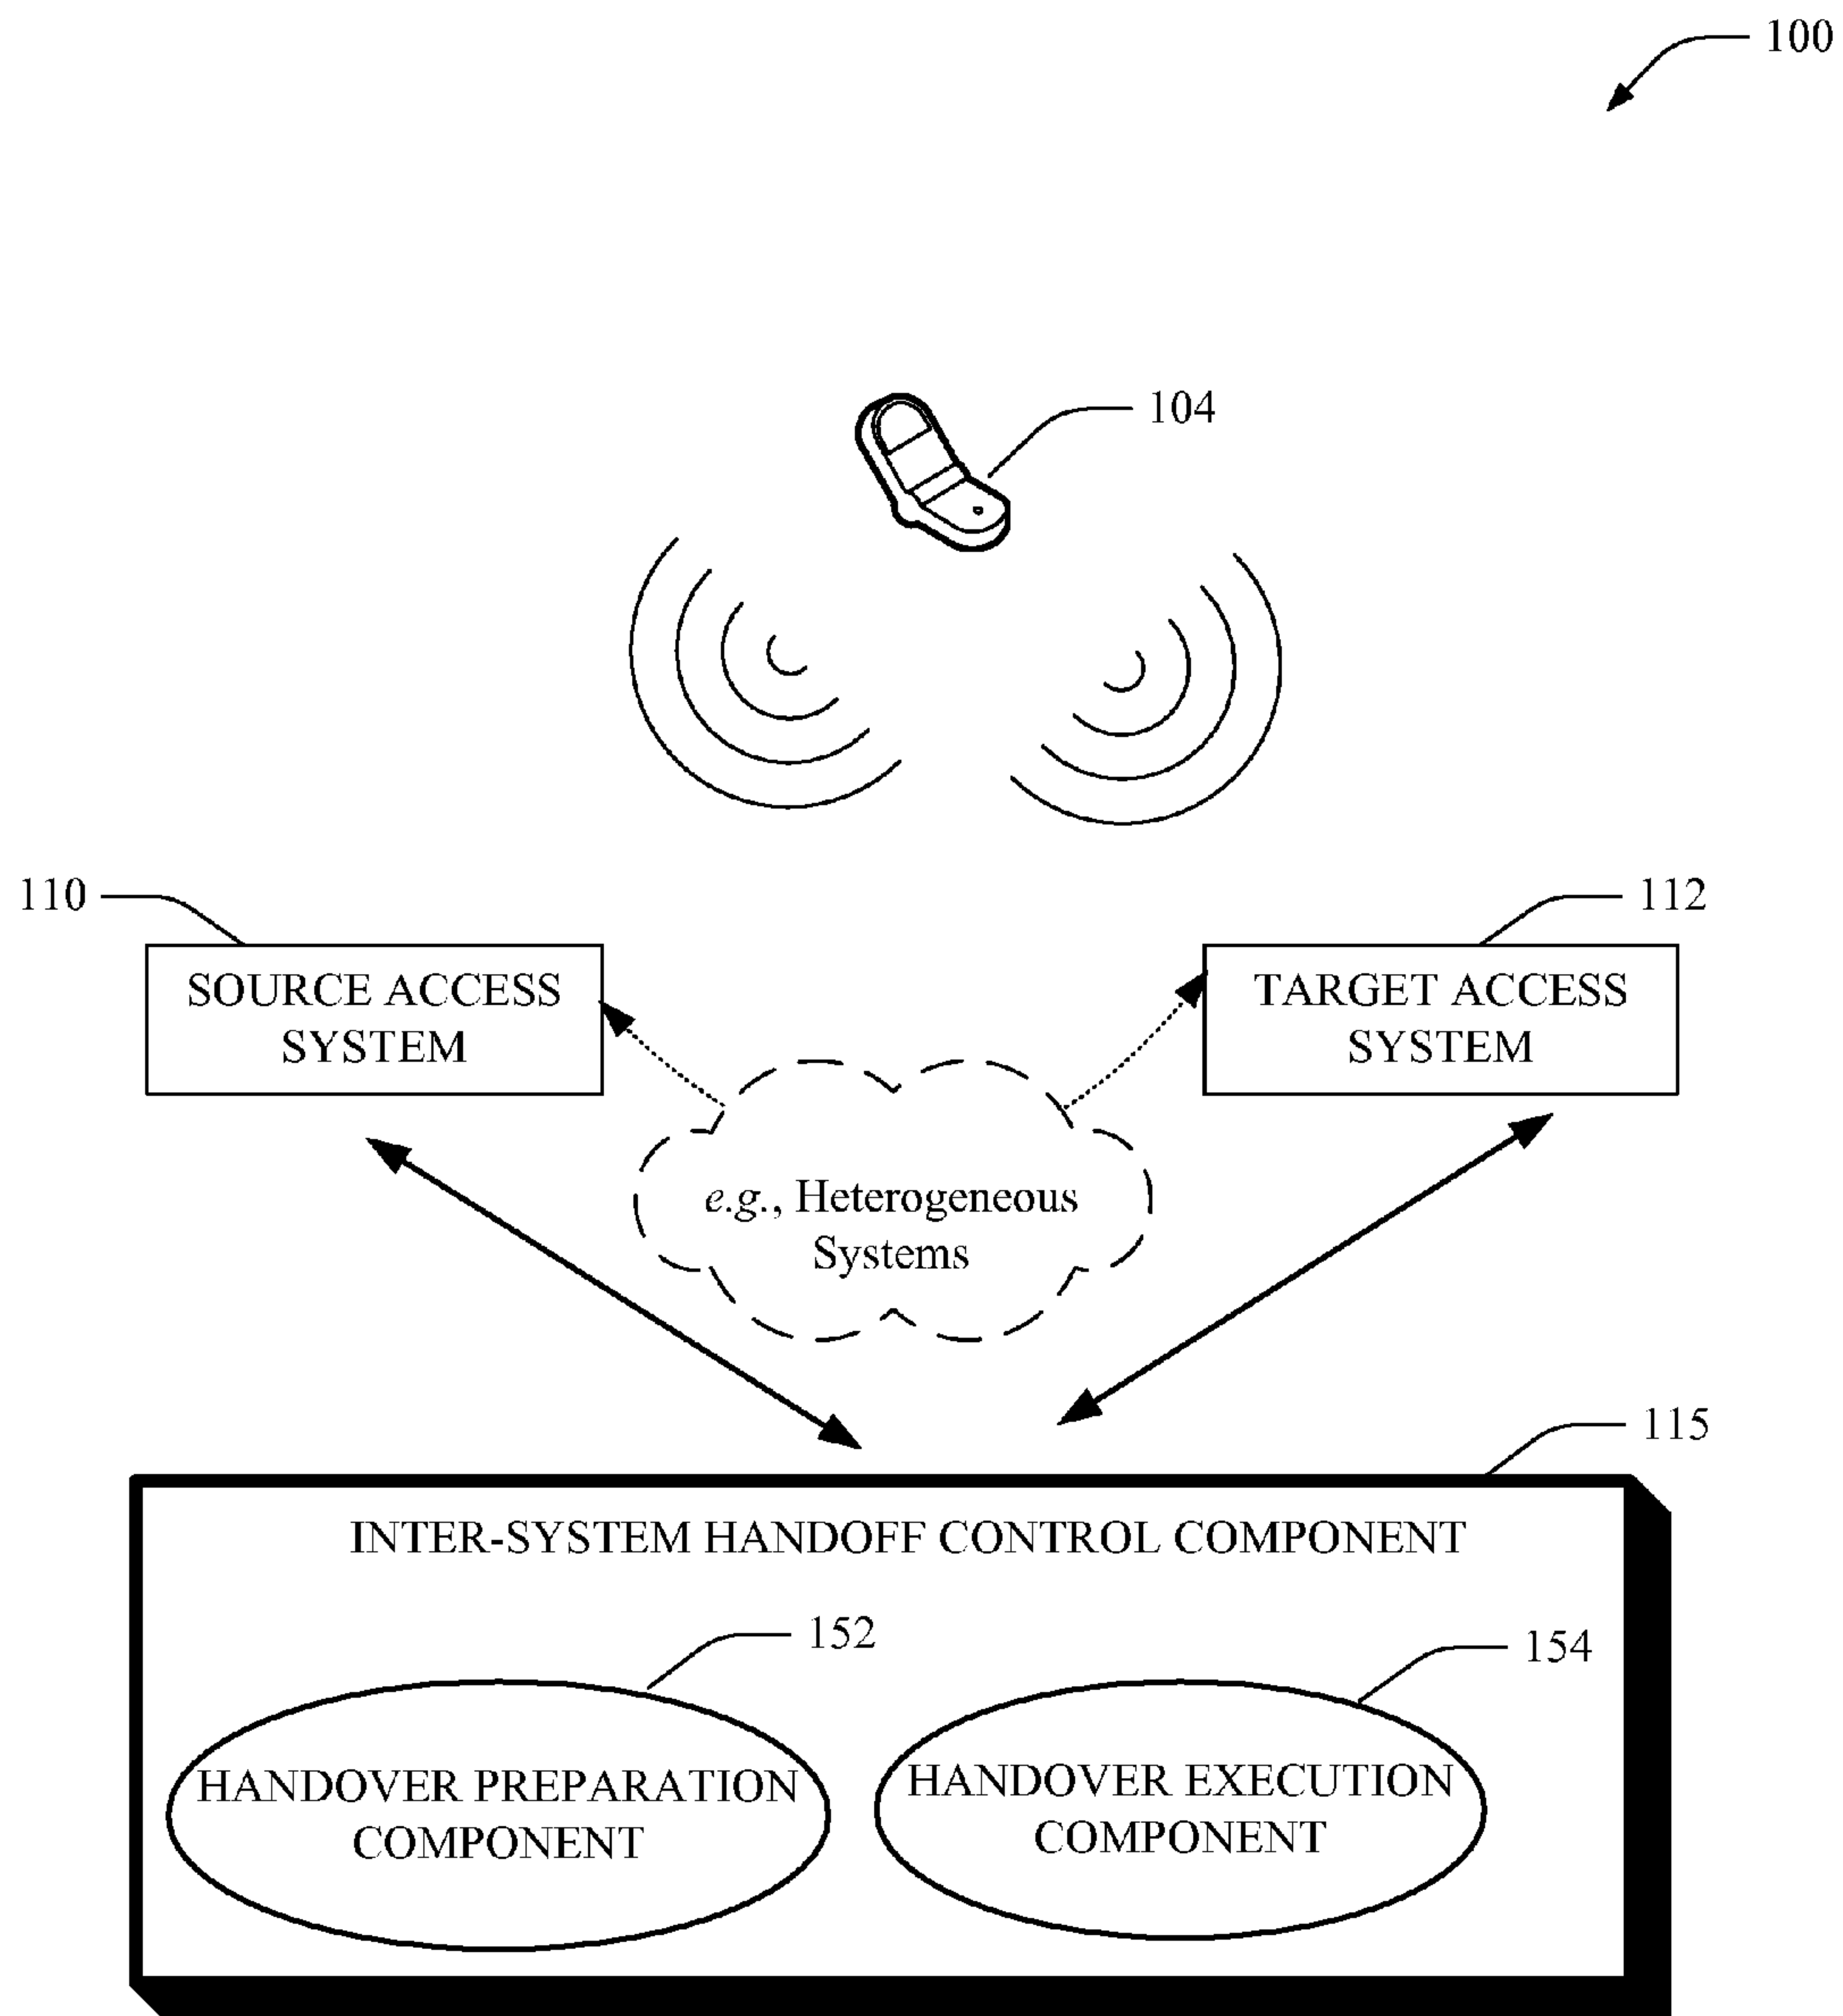 100
104
110
112
SOURCE ACCESS
SYSTEM
TARGET ACCESS
SYSTEM
e.g., Heterogeneous
Systems
115
INTER-SYSTEM HANDOFF CONTROL COMPONENT
152
154
HANDOVER PREPARATION
COMPONENT
HANDOVER EXECUTION
COMPONENT